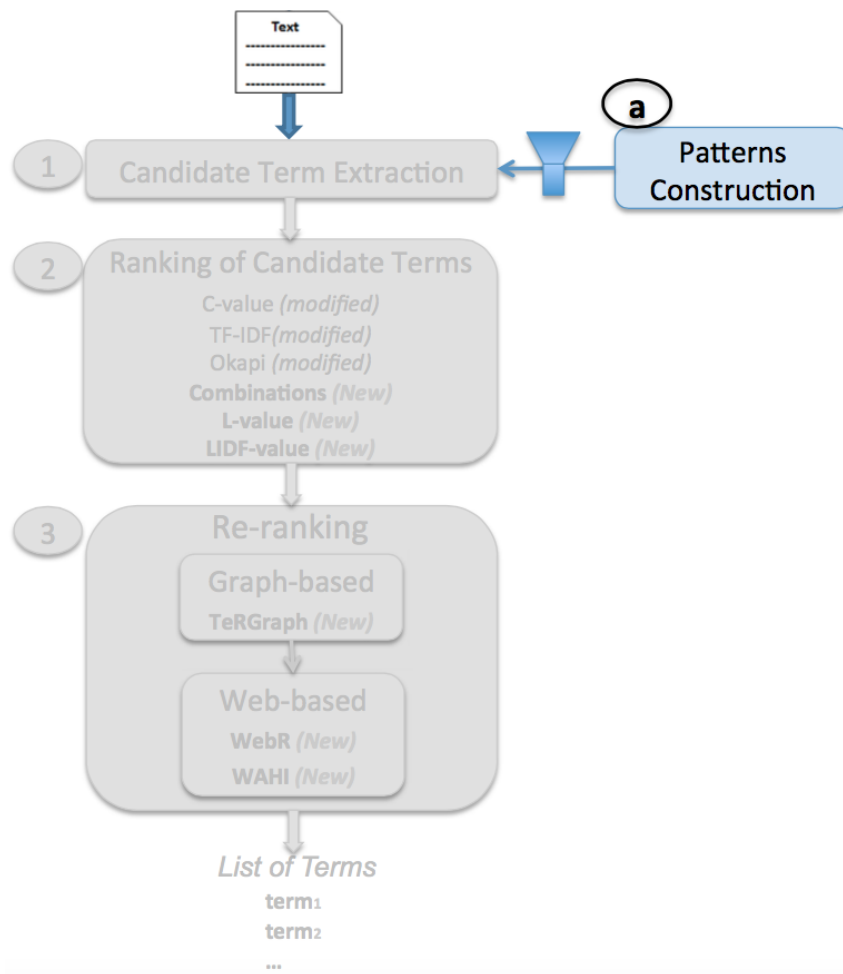 Text
a
Patterns
Construction
1
Candidate Term Extraction
2
Ranking of Candidate Terms
C-value (modified)
TF-IDF(modified)
Okapi (modified)
Combinations (New)
L-value (New)
LIDF-value (New)
3
Re-ranking
Graph-based
TeRGraph (New)
Web-based
WebR (New)
WAHI (New)
List of Terms
term1
term2
...